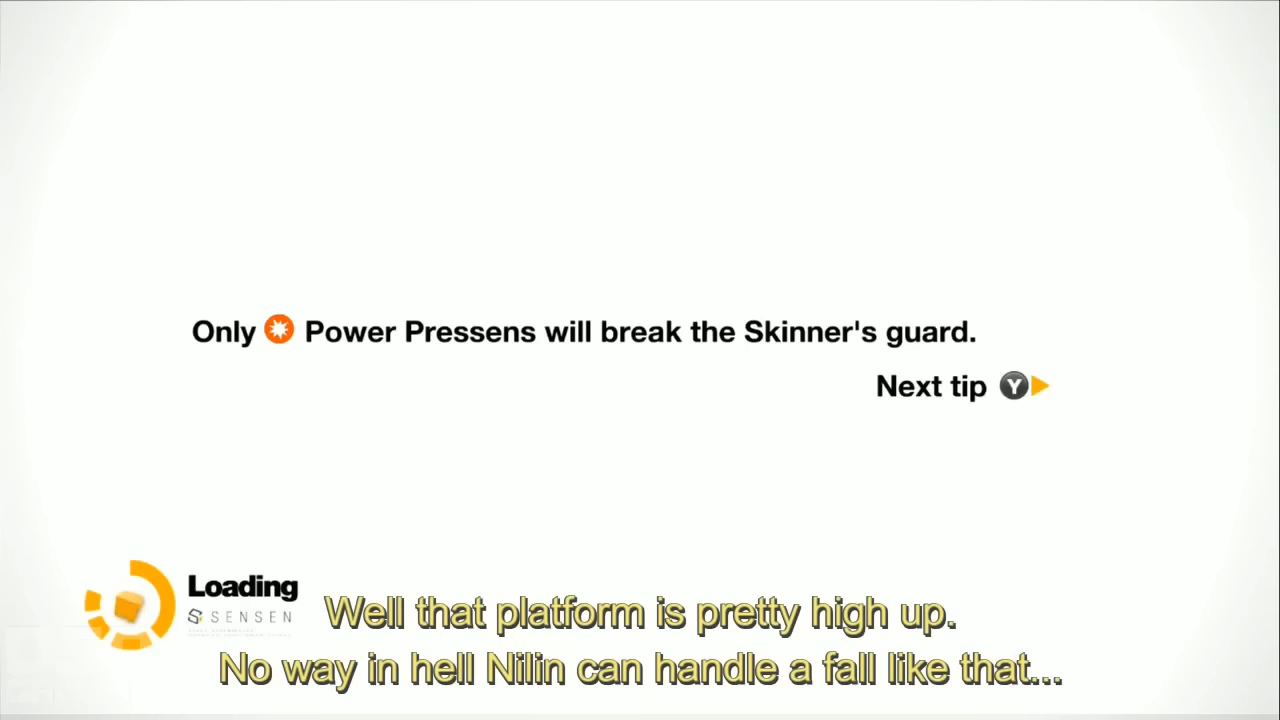 Only Power Pressens will break the Skinner's guard.
Next tip Y
Loading
SENSEN
Well that platform is pretty high up.
No way in hell Nilin can handle a fall like that...